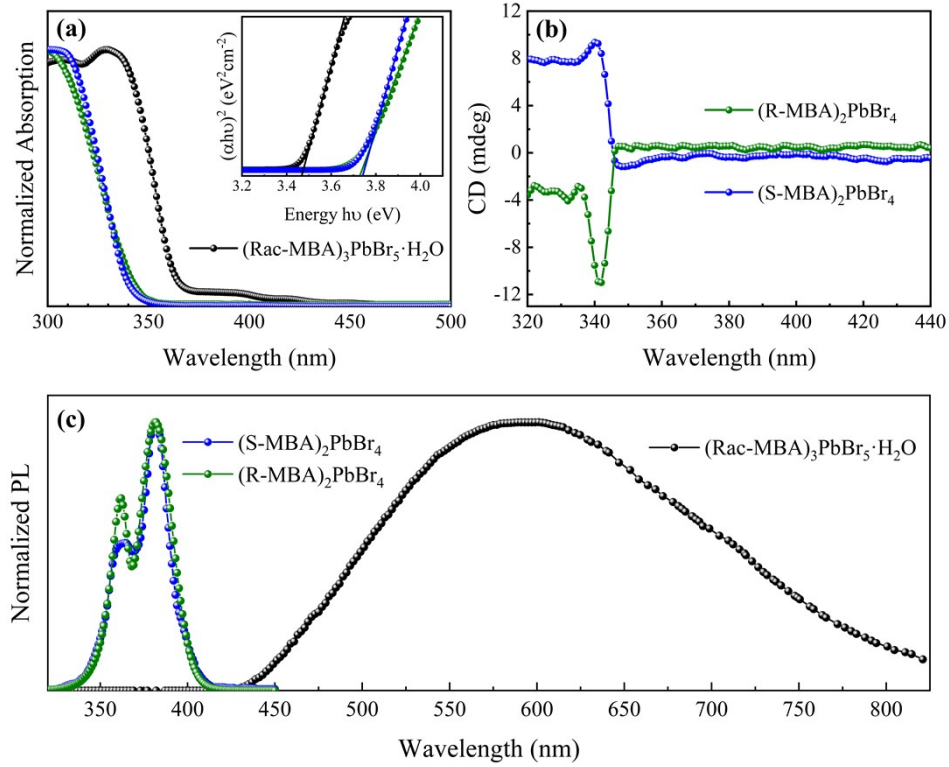 (a)
Normalized Absorption
(αhυ)² (eV²cm⁻²)
3.2 3.4 3.6 3.8 4.0
Energy hυ (eV)
(Rac-MBA)₃PbBr₅·H₂O
300 350 400 450 500
Wavelength (nm)
(b)
CD (mdeg)
12
8
4
0
-4
-8
-12
(R-MBA)₂PbBr₄
(S-MBA)₂PbBr₄
320 340 360 380 400 420 440
Wavelength (nm)
(c)
Normalized PL
(S-MBA)₂PbBr₄
(R-MBA)₂PbBr₄
(Rac-MBA)₃PbBr₅·H₂O
350 400 450 500 550 600 650 700 750 800
Wavelength (nm)